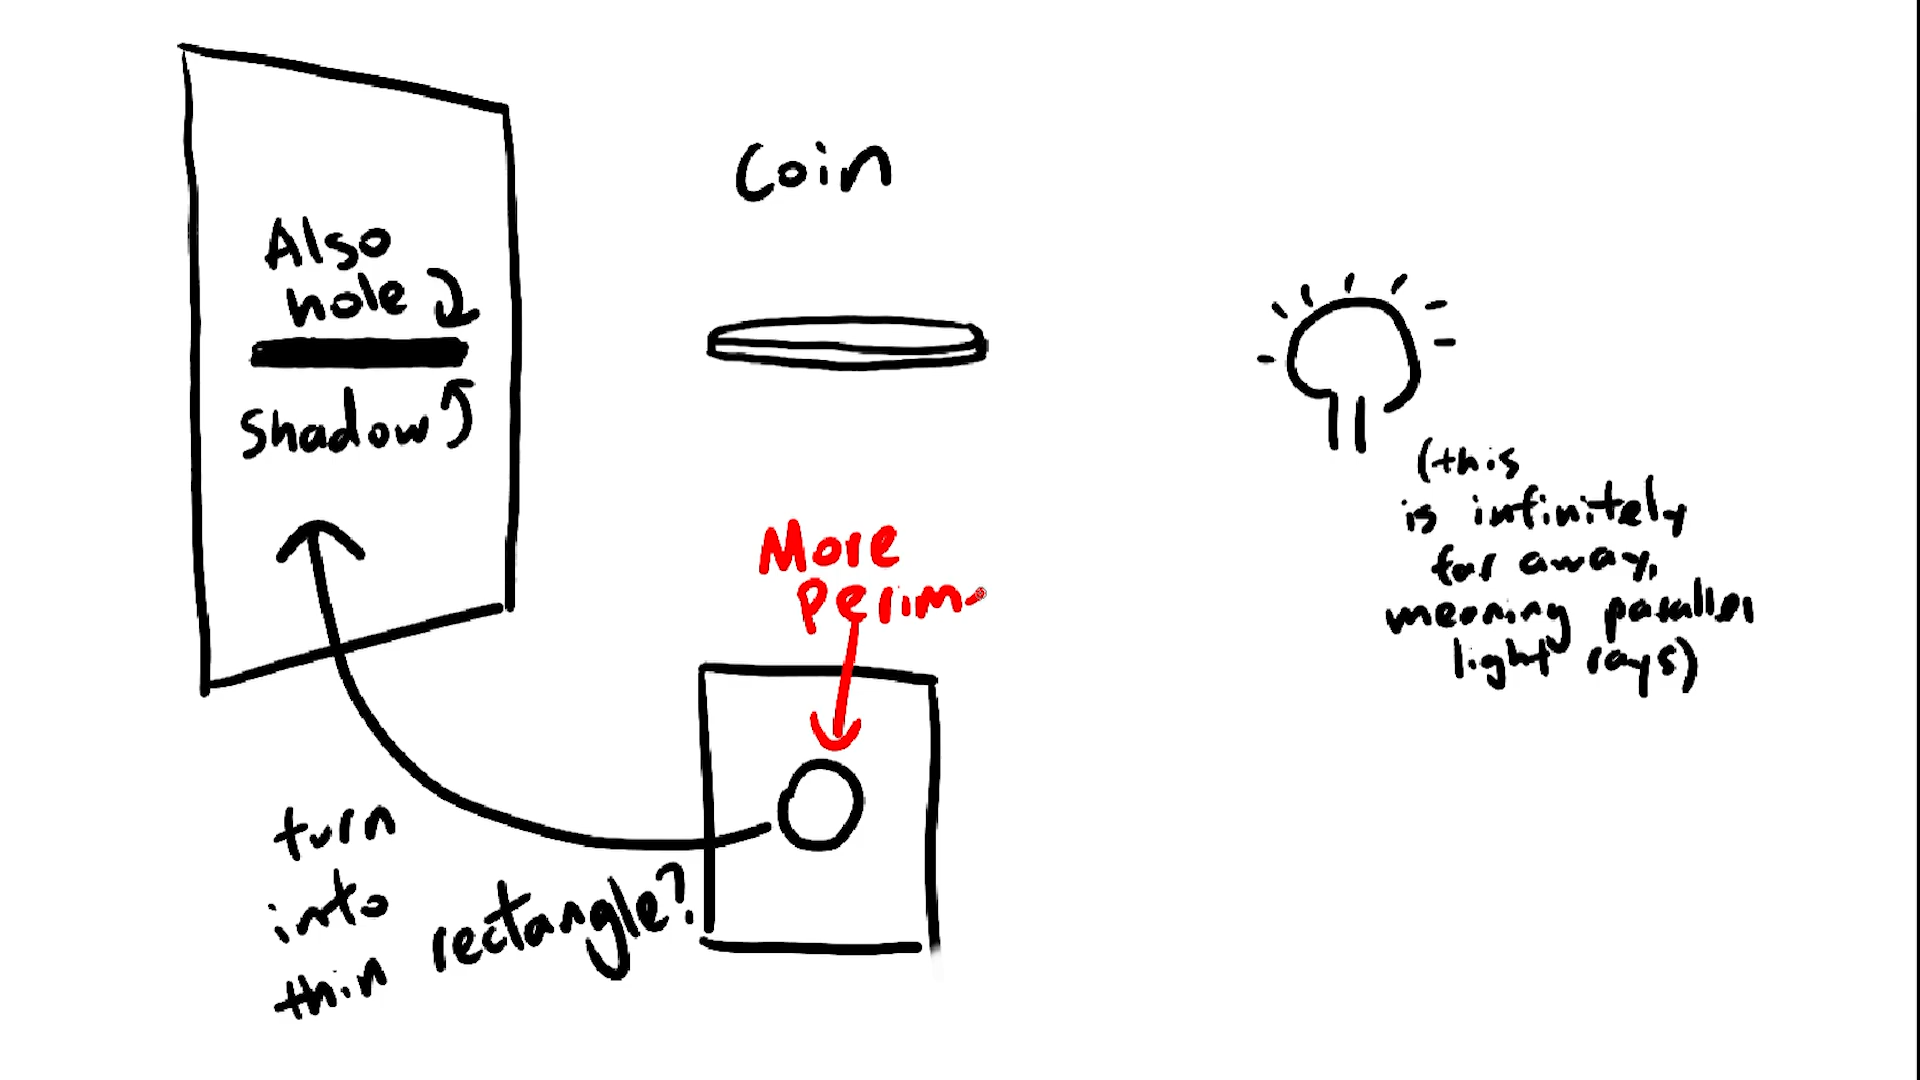 Coin
Also
hole
Shadow
(this
is infinitely
far away,
meaning parallel
light rays)
More
Perim
turn
into
thin rectangle?